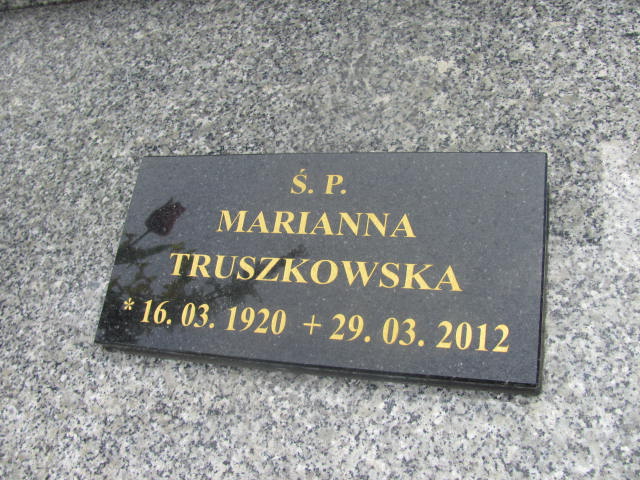 Ś. P.
MARIANNA
TRUSZKOWSKA
* 16. 03. 1920 + 29. 03. 2012